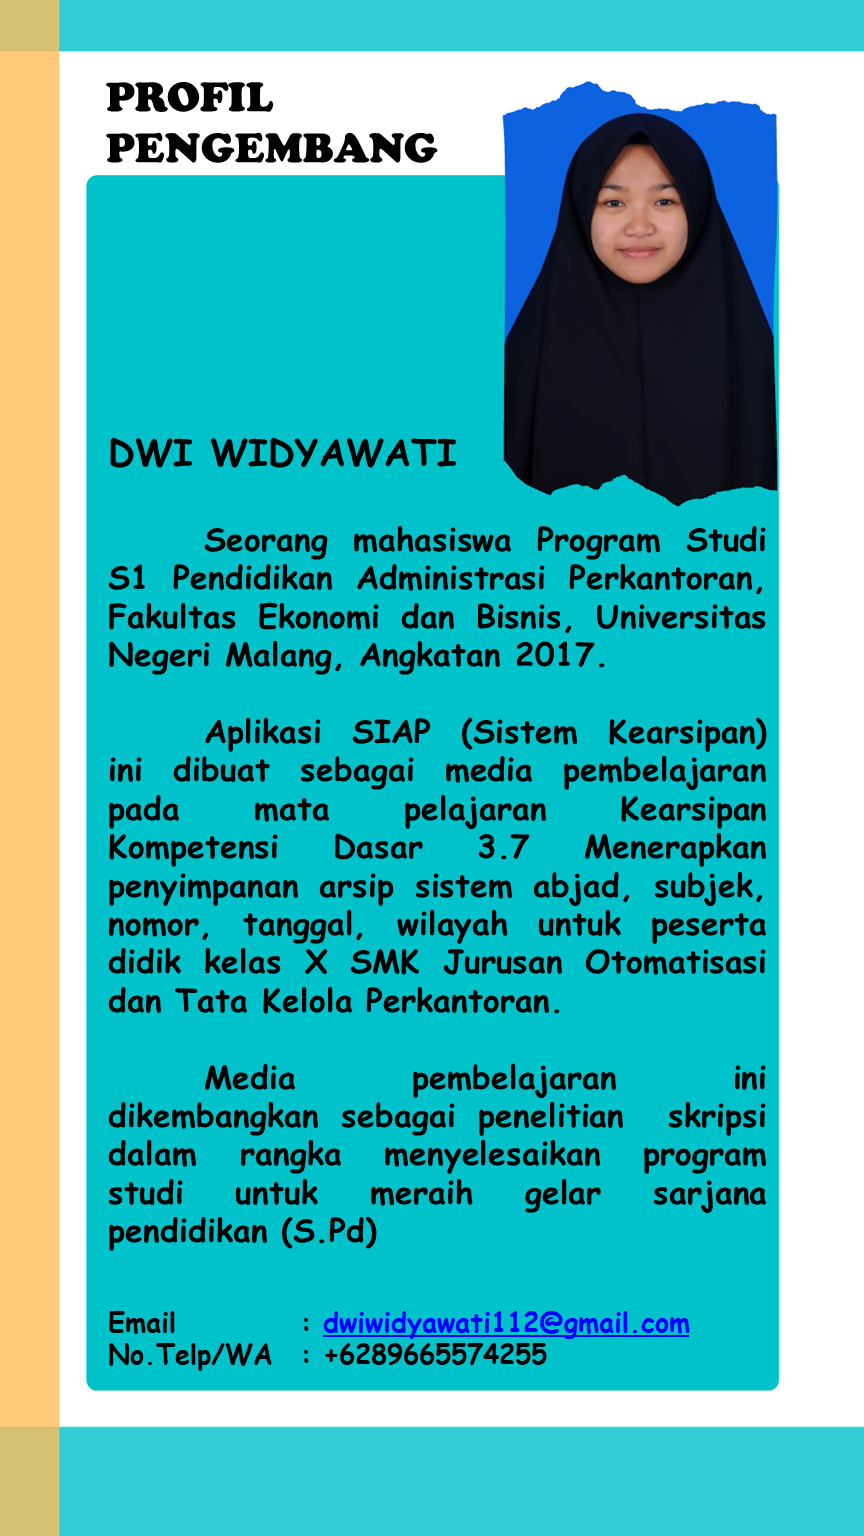 PROFIL
PENGEMBANG
DWI WIDYAWATI
Seorang mahasiswa Program Studi
S1 Pendidikan Administrasi Perkantoran,
Fakultas Ekonomi dan Bisnis, Universitas
Negeri Malang, Angkatan 2017.
Aplikasi SIAP (Sistem Kearsipan)
ini dibuat sebagai media pembelajaran
pada mata pelajaran Kearsipan
Kompetensi Dasar 3.7 Menerapkan
penyimpanan arsip sistem abjad, subjek,
nomor, tanggal, wilayah untuk peserta
didik kelas X SMK Jurusan Otomatisasi
dan Tata Kelola Perkantoran.
Media pembelajaran ini
dikembangkan sebagai penelitian skripsi
dalam rangka menyelesaikan program
studi untuk meraih gelar sarjana
pendidikan (S.Pd)
Email : dwiwidyawati112@gmail.com
No.Telp/WA : +6289665574255